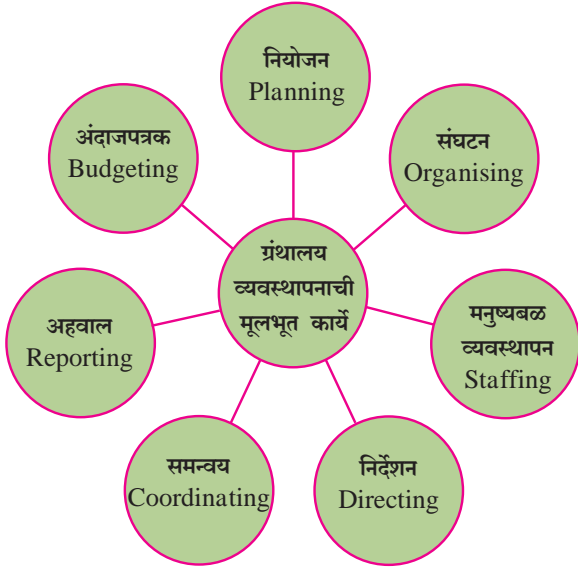 नियोजन
Planning
संघटन
Organising
मनुष्यबळ
व्यवस्थापन
Staffing
निर्देशन
Directing
समन्वय
Coordinating
अहवाल
Reporting
अंदाजपत्रक
Budgeting
ग्रंथालय
व्यवस्थापनाची
मूलभूत कार्ये